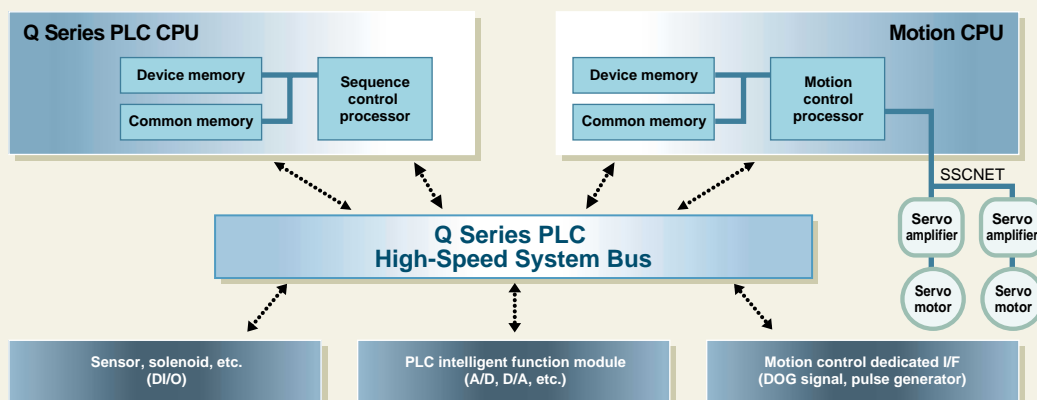 Q Series PLC CPU
Device memory
Common memory
Sequence
control
processor
Motion CPU
Device memory
Common memory
Motion
control
processor
SSCNET
Servo
amplifier
Servo
amplifier
Servo
motor
Servo
motor
Q Series PLC
High-Speed System Bus
Sensor, solenoid, etc.
(DI/O)
PLC intelligent function module
(A/D, D/A, etc.)
Motion control dedicated I/F
(DOG signal, pulse generator)